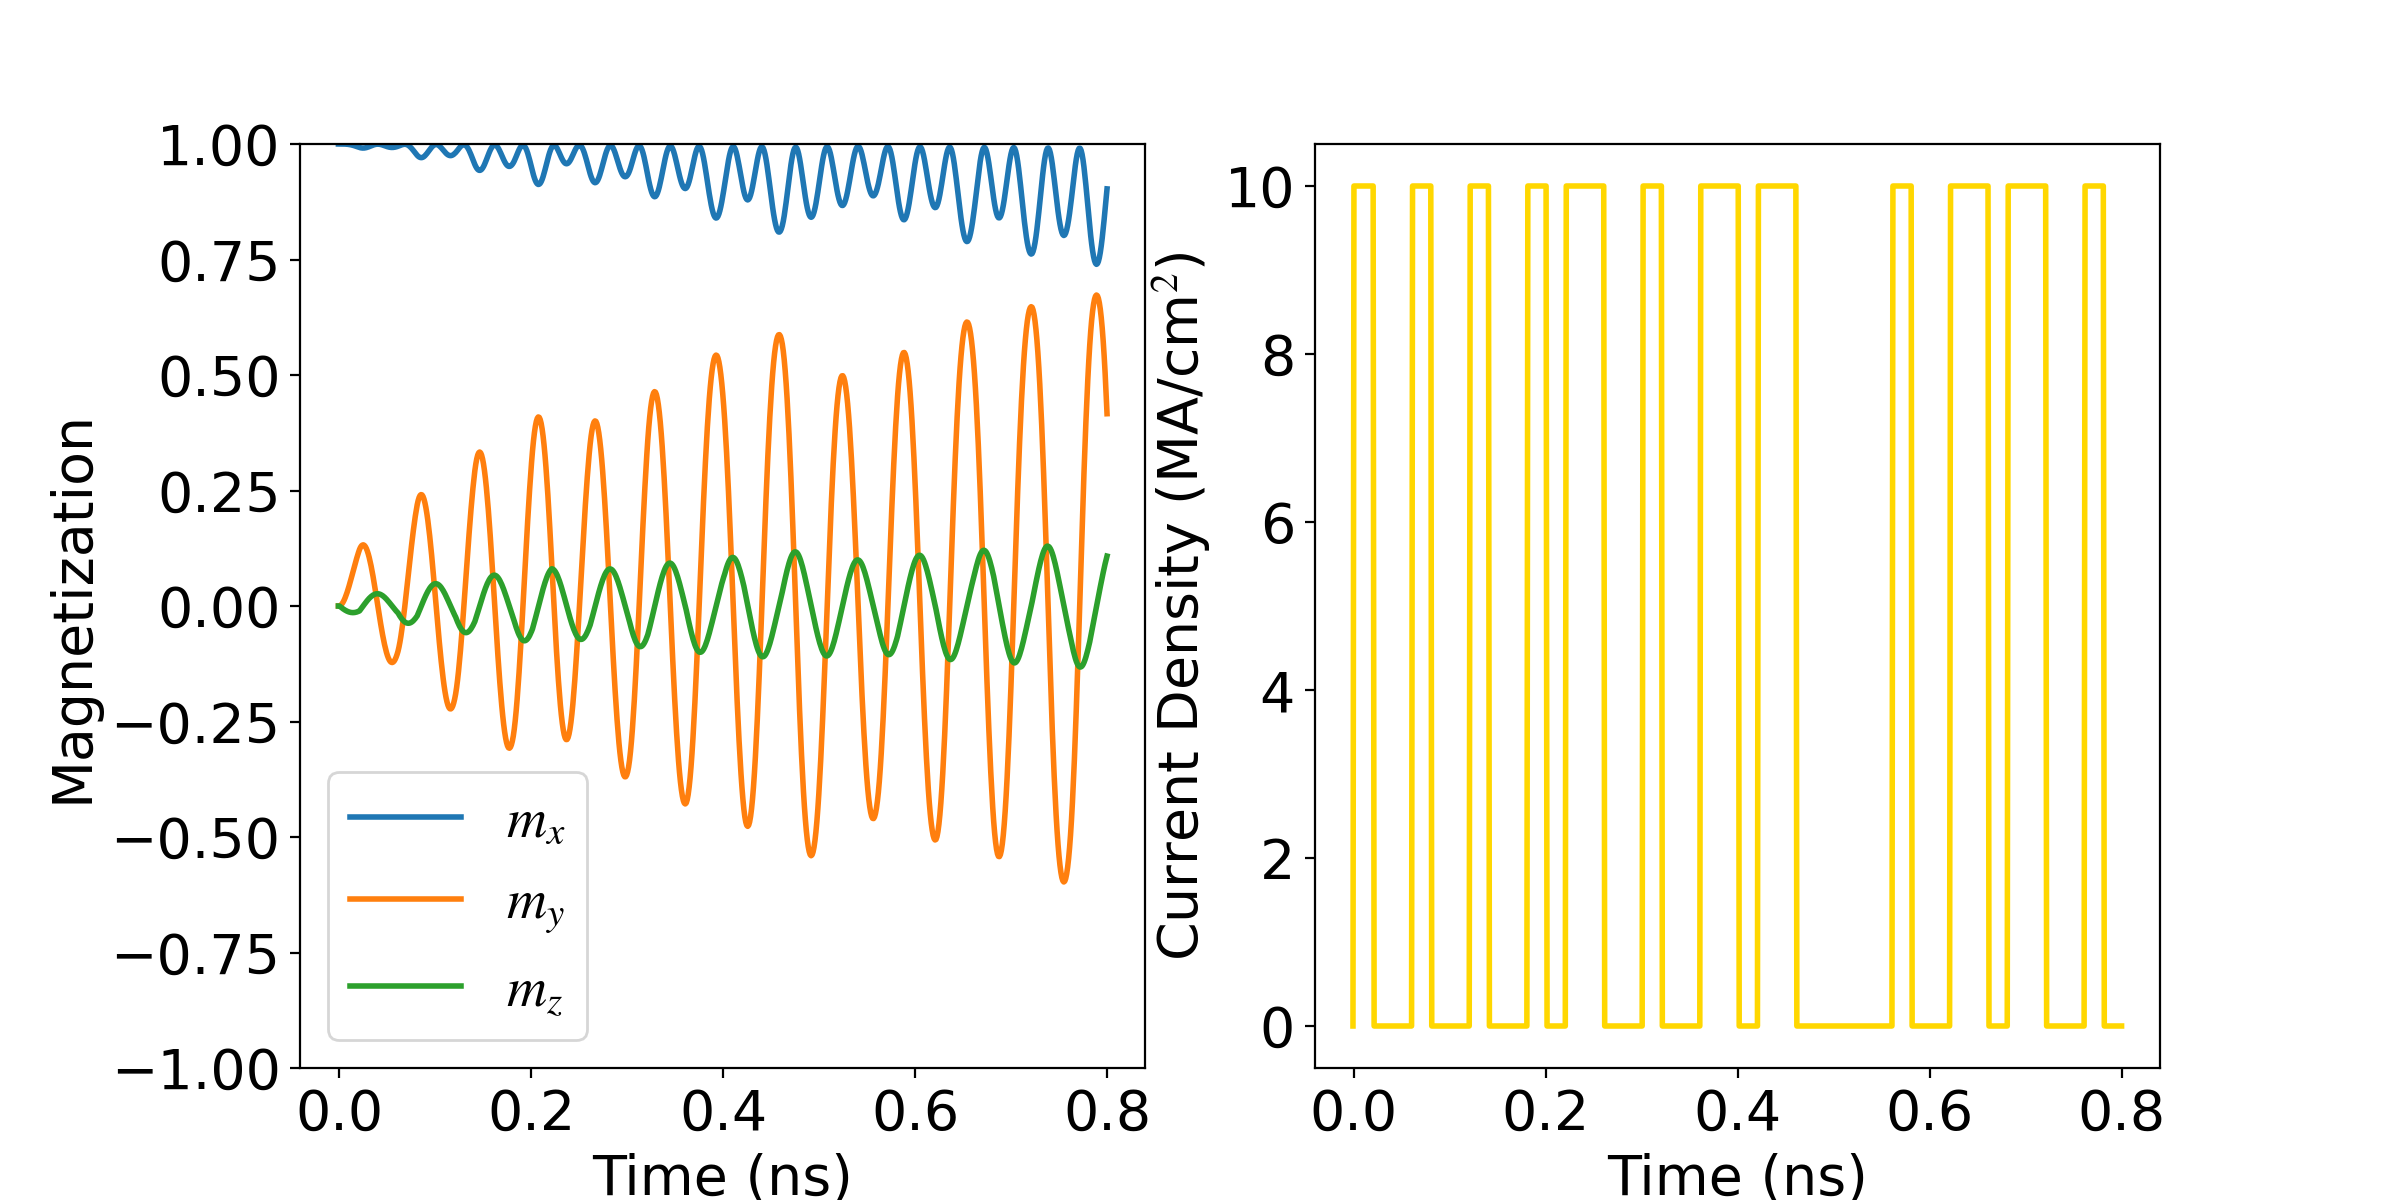 Magnetization
1.00
0.75
0.50
0.25
0.00
−0.25
−0.50
−0.75
−1.00
m_x
m_y
m_z
0.0 0.2 0.4 0.6 0.8
Time (ns)
Current Density (MA/cm²)
10
8
6
4
2
0
0.0 0.2 0.4 0.6 0.8
Time (ns)